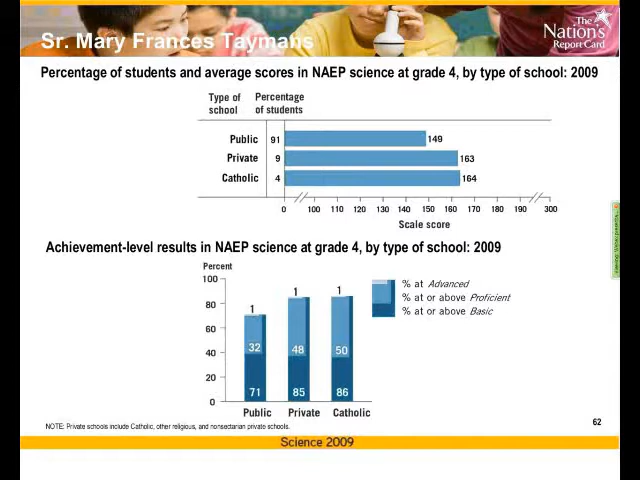 Sr. Mary Frances Taymans
The
Nation's
Report Card
Percentage of students and average scores in NAEP science at grade 4, by type of school: 2009
Type of school Percentage of students
Public 91 149
Private 9 163
Catholic 4 164
0 100 110 120 130 140 150 160 170 180 190 300
Scale score
Achievement-level results in NAEP science at grade 4, by type of school: 2009
Percent
100
80
60
40
20
0
1 1 1
32 48 50
71 85 86
Public Private Catholic
% at Advanced
% at or above Proficient
% at or above Basic
NOTE: Private schools include Catholic, other religious, and nonsectarian private schools.
62
Science 2009